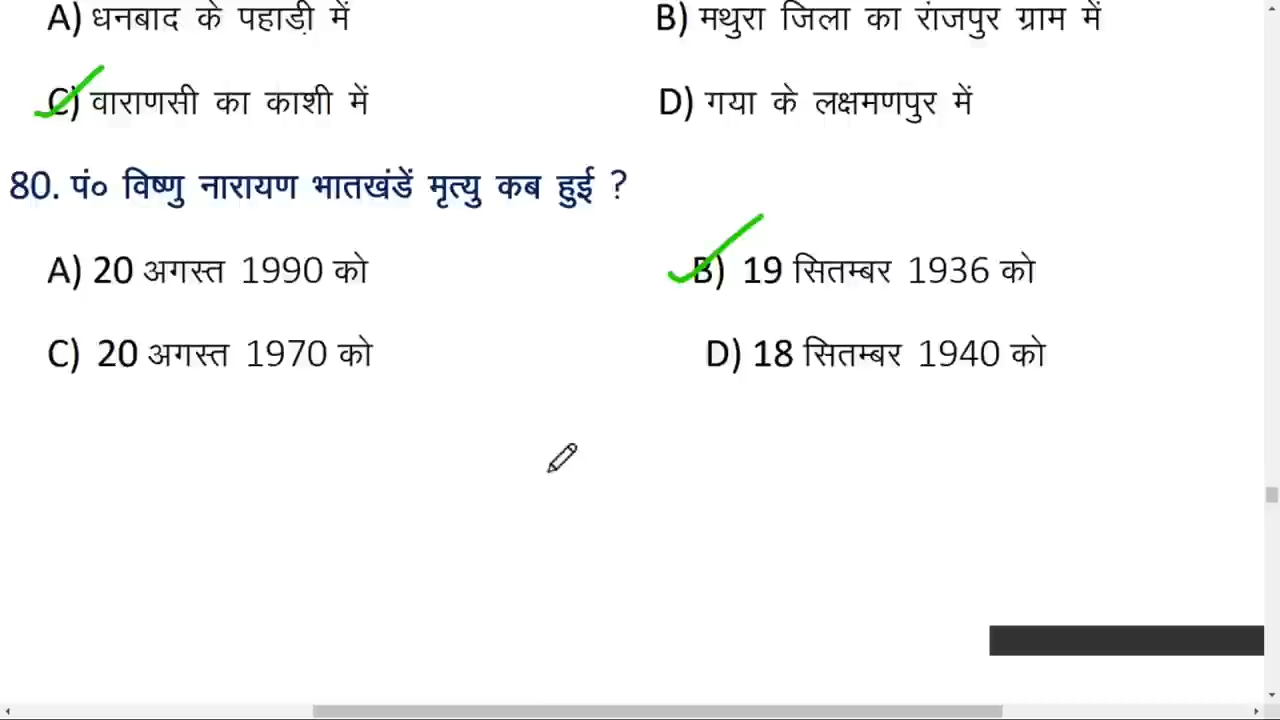 A) धनबाद के पहाड़ी में B) मथुरा जिला का रांजपुर ग्राम में
C) वाराणसी का काशी में D) गया के लक्षमणपुर में
80. पं० विष्णु नारायण भातखंडें मृत्यु कब हुई ?
A) 20 अगस्त 1990 को B) 19 सितम्बर 1936 को
C) 20 अगस्त 1970 को D) 18 सितम्बर 1940 को